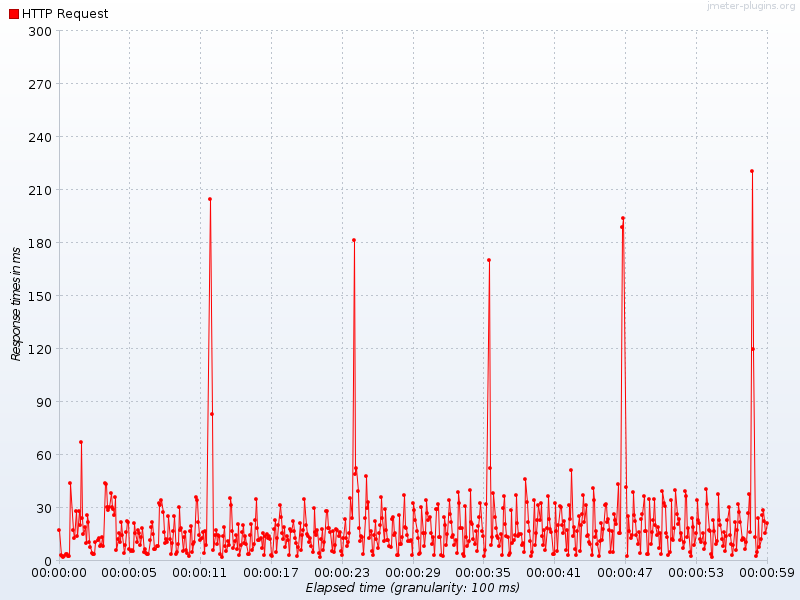 HTTP Request
jmeter-plugins.org
300
270
240
210
180
150
120
90
60
30
0
Response times in ms
00:00:00 00:00:05 00:00:11 00:00:17 00:00:23 00:00:29 00:00:35 00:00:41 00:00:47 00:00:53 00:00:59
Elapsed time (granularity: 100 ms)